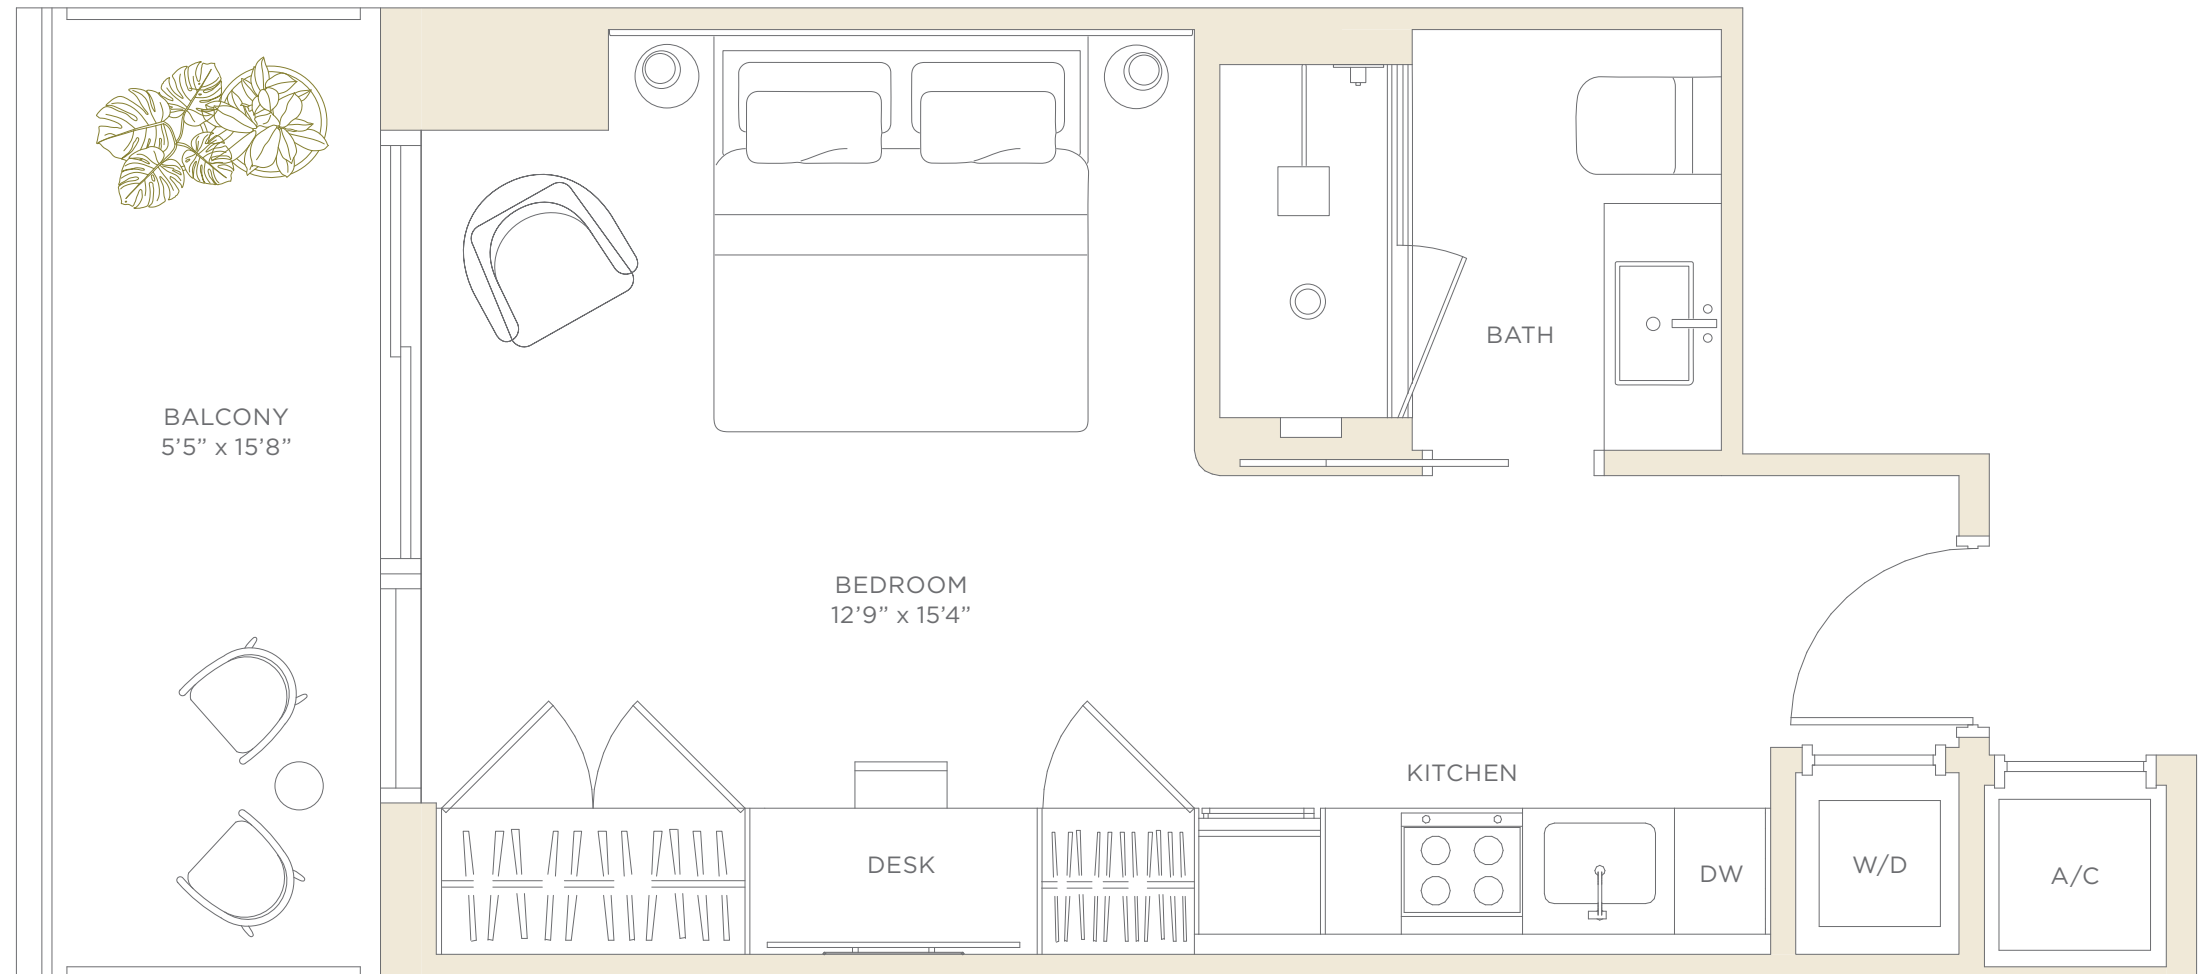 BATH
BALCONY
5’5” x 15’8”
BEDROOM
12’9” x 15’4”
KITCHEN
DESK
DW
W/D
A/C